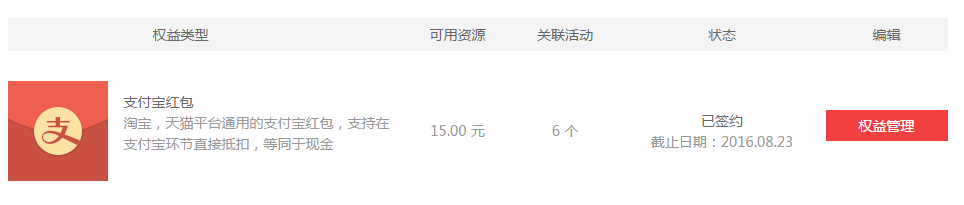 权益类型 可用资源 关联活动 状态 编辑
支
支付宝红包
淘宝，天猫平台通用的支付宝红包，支持在
支付宝环节直接抵扣，等同于现金
15.00 元
6 个
已签约
截止日期：2016.08.23
权益管理